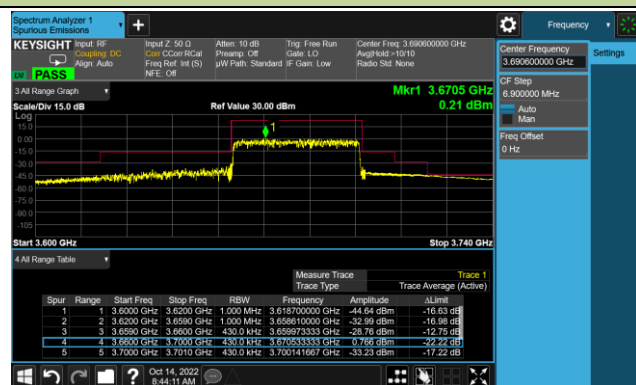 Spectrum Analyzer 1
Spurious Emissions
Frequency
KEYSIGHT
Input: RF
Coupling: DC
Align: Auto
Input Z: 50 Ω
Corr CCorr RCal
Freq Ref: Int (S)
NFE: Off
Atten: 10 dB
Preamp: Off
µW Path: Standard
Trig: Free Run
Gate: LO
IF Gain: Low
Center Freq: 3.690600000 GHz
Avg|Hold:>10/10
Radio Std: None
PASS
Center Frequency
3.690600000 GHz
Settings
CF Step
6.900000 MHz
Auto
Man
Freq Offset
0 Hz
3 All Range Graph
Mkr1 3.6705 GHz
Scale/Div 15.0 dB
Ref Value 30.00 dBm
0.21 dBm
Log
15.0
0.00
-15.0
-30.0
-45.0
-60.0
-75.0
-90.0
-105
1
Start 3.600 GHz
Stop 3.740 GHz
4 All Range Table
Measure Trace Trace 1
Trace Type Trace Average (Active)
Spur Range Start Freq Stop Freq RBW Frequency Amplitude ΔLimit
1 1 3.6000 GHz 3.6200 GHz 1.000 MHz 3.618700000 GHz -44.64 dBm -16.63 dB
2 2 3.6200 GHz 3.6590 GHz 1.000 MHz 3.658610000 GHz -32.99 dBm -16.98 dB
3 3 3.6590 GHz 3.6600 GHz 430.0 kHz 3.659973333 GHz -28.76 dBm -12.75 dB
4 4 3.6600 GHz 3.7000 GHz 430.0 kHz 3.670533333 GHz 0.766 dBm -22.22 dB
5 5 3.7000 GHz 3.7010 GHz 430.0 kHz 3.700141667 GHz -33.23 dBm -17.22 dB
Oct 14, 2022
8:44:11 AM